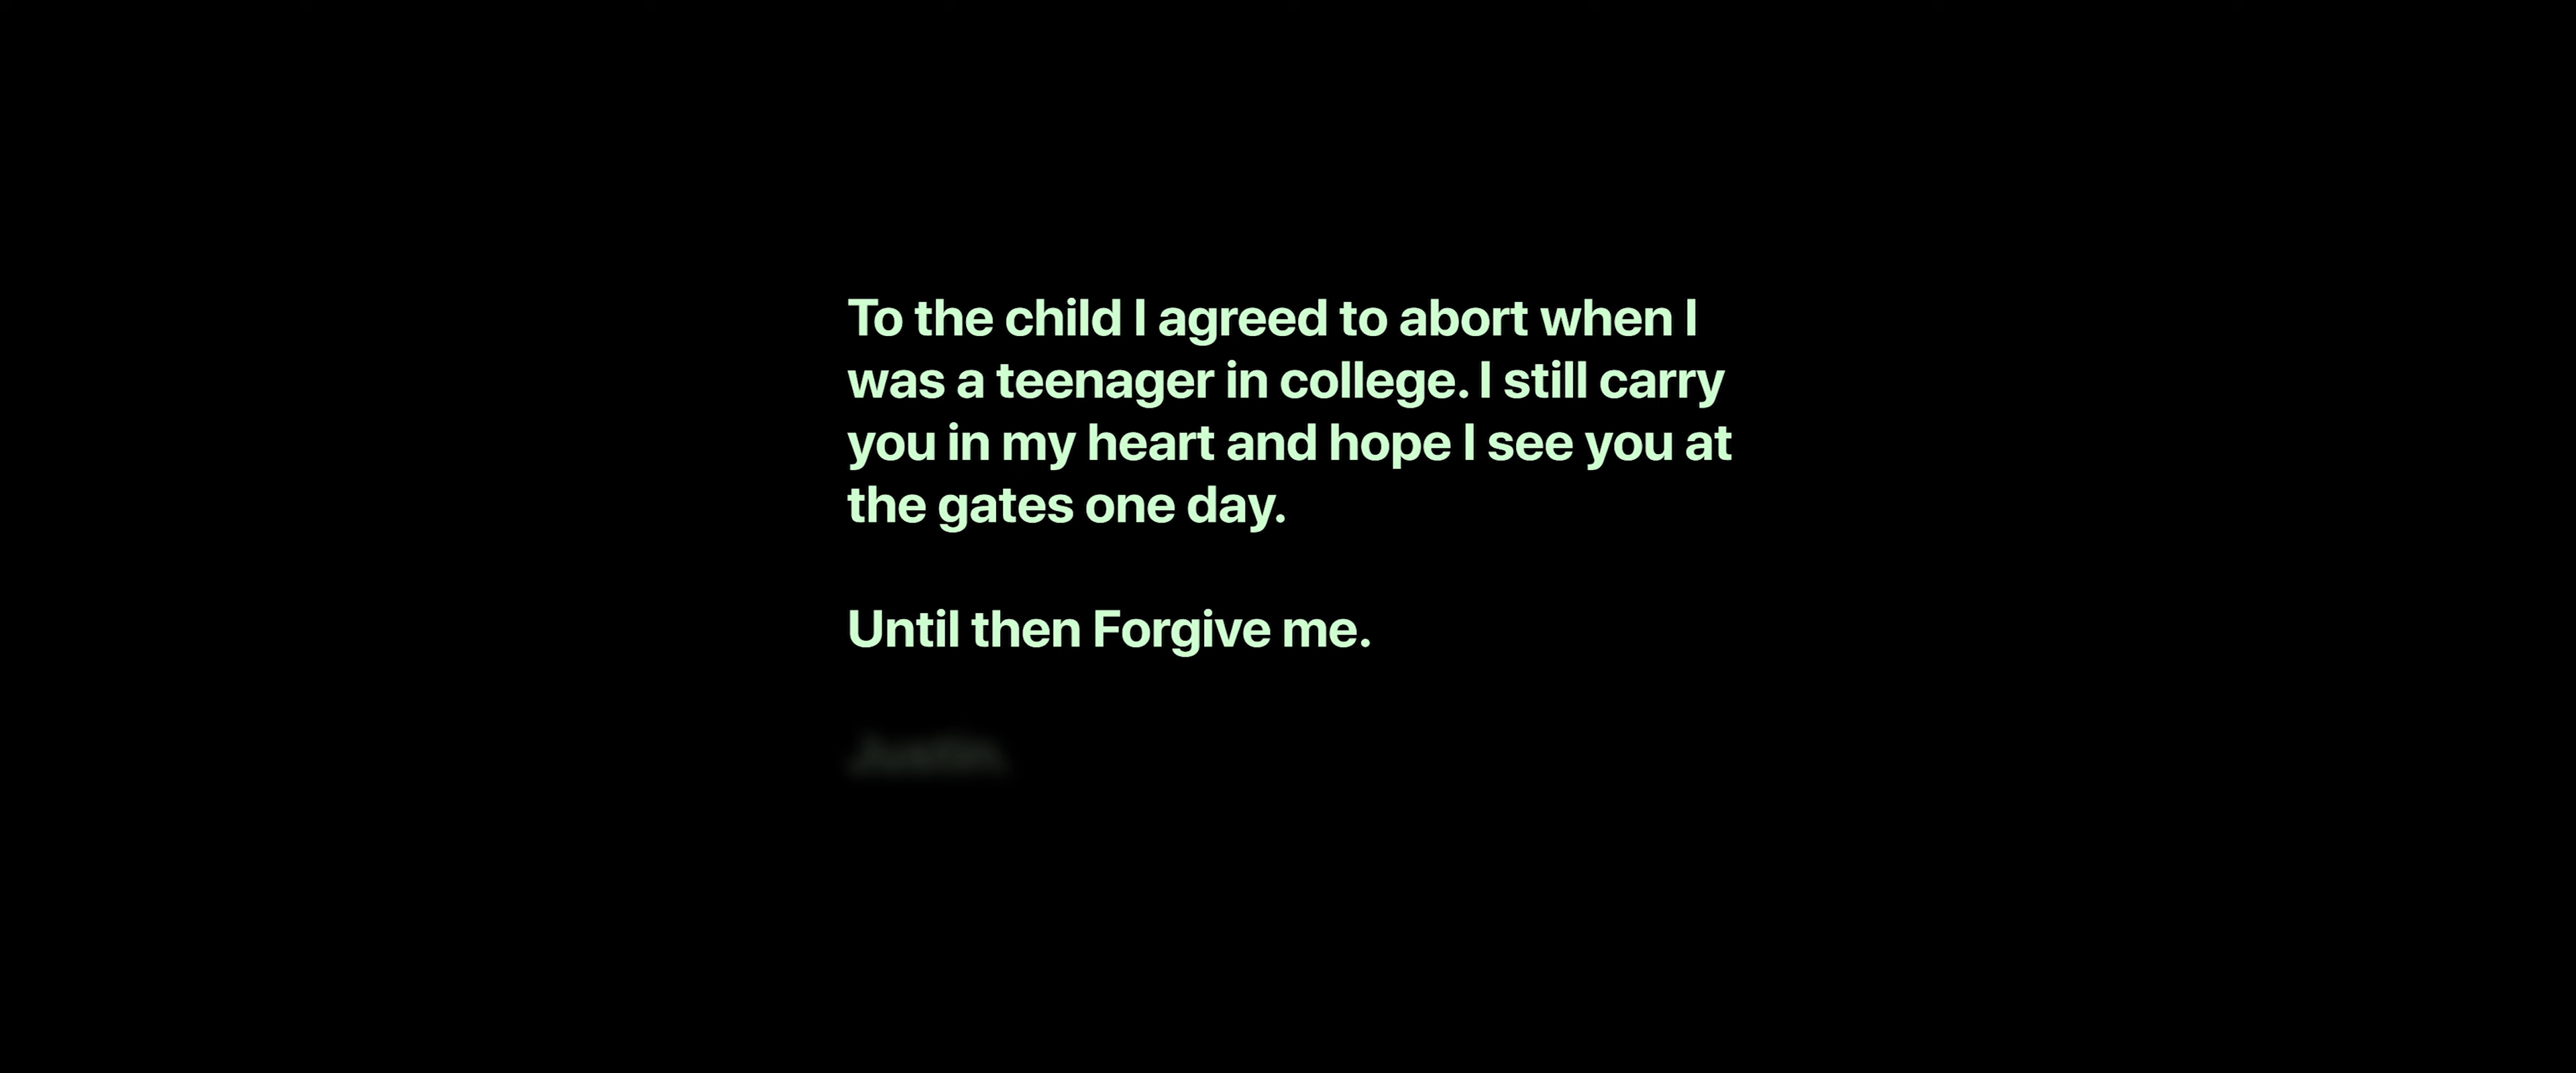 To the child I agreed to abort when I
was a teenager in college. I still carry
you in my heart and hope I see you at
the gates one day.
Until then Forgive me.
Justin.